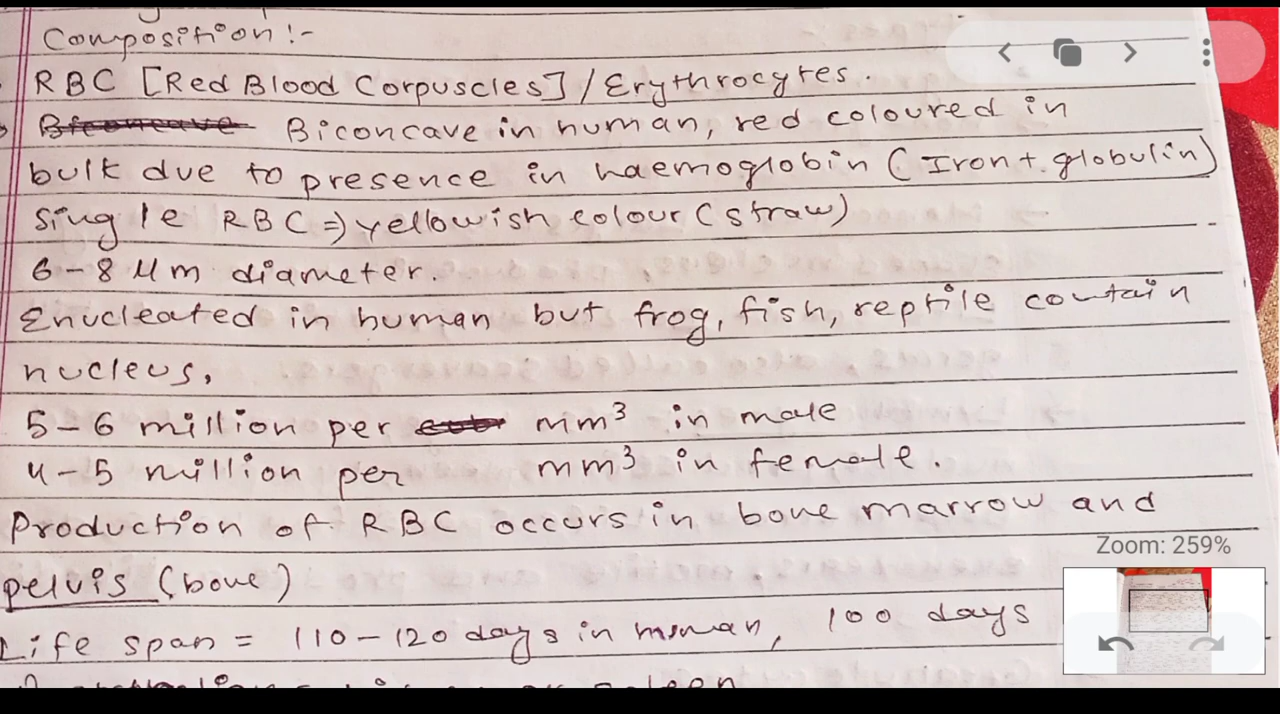 Composition :-
RBC [Red Blood Corpuscles] / Erythrocytes.
Biconcave Biconcave in human, red coloured in
bulk due to presence in haemoglobin (Iron + globulin)
Single RBC => yellowish colour (straw)
6-8 μm diameter.
Enucleated in human but frog, fish, reptile contain
nucleus,
5-6 million per mm³ in male
4-5 million per mm³ in female.
Production of RBC occurs in bone marrow and
pelvis (bone)
Zoom: 259%
Life span = 110-120 days in human, 100 days